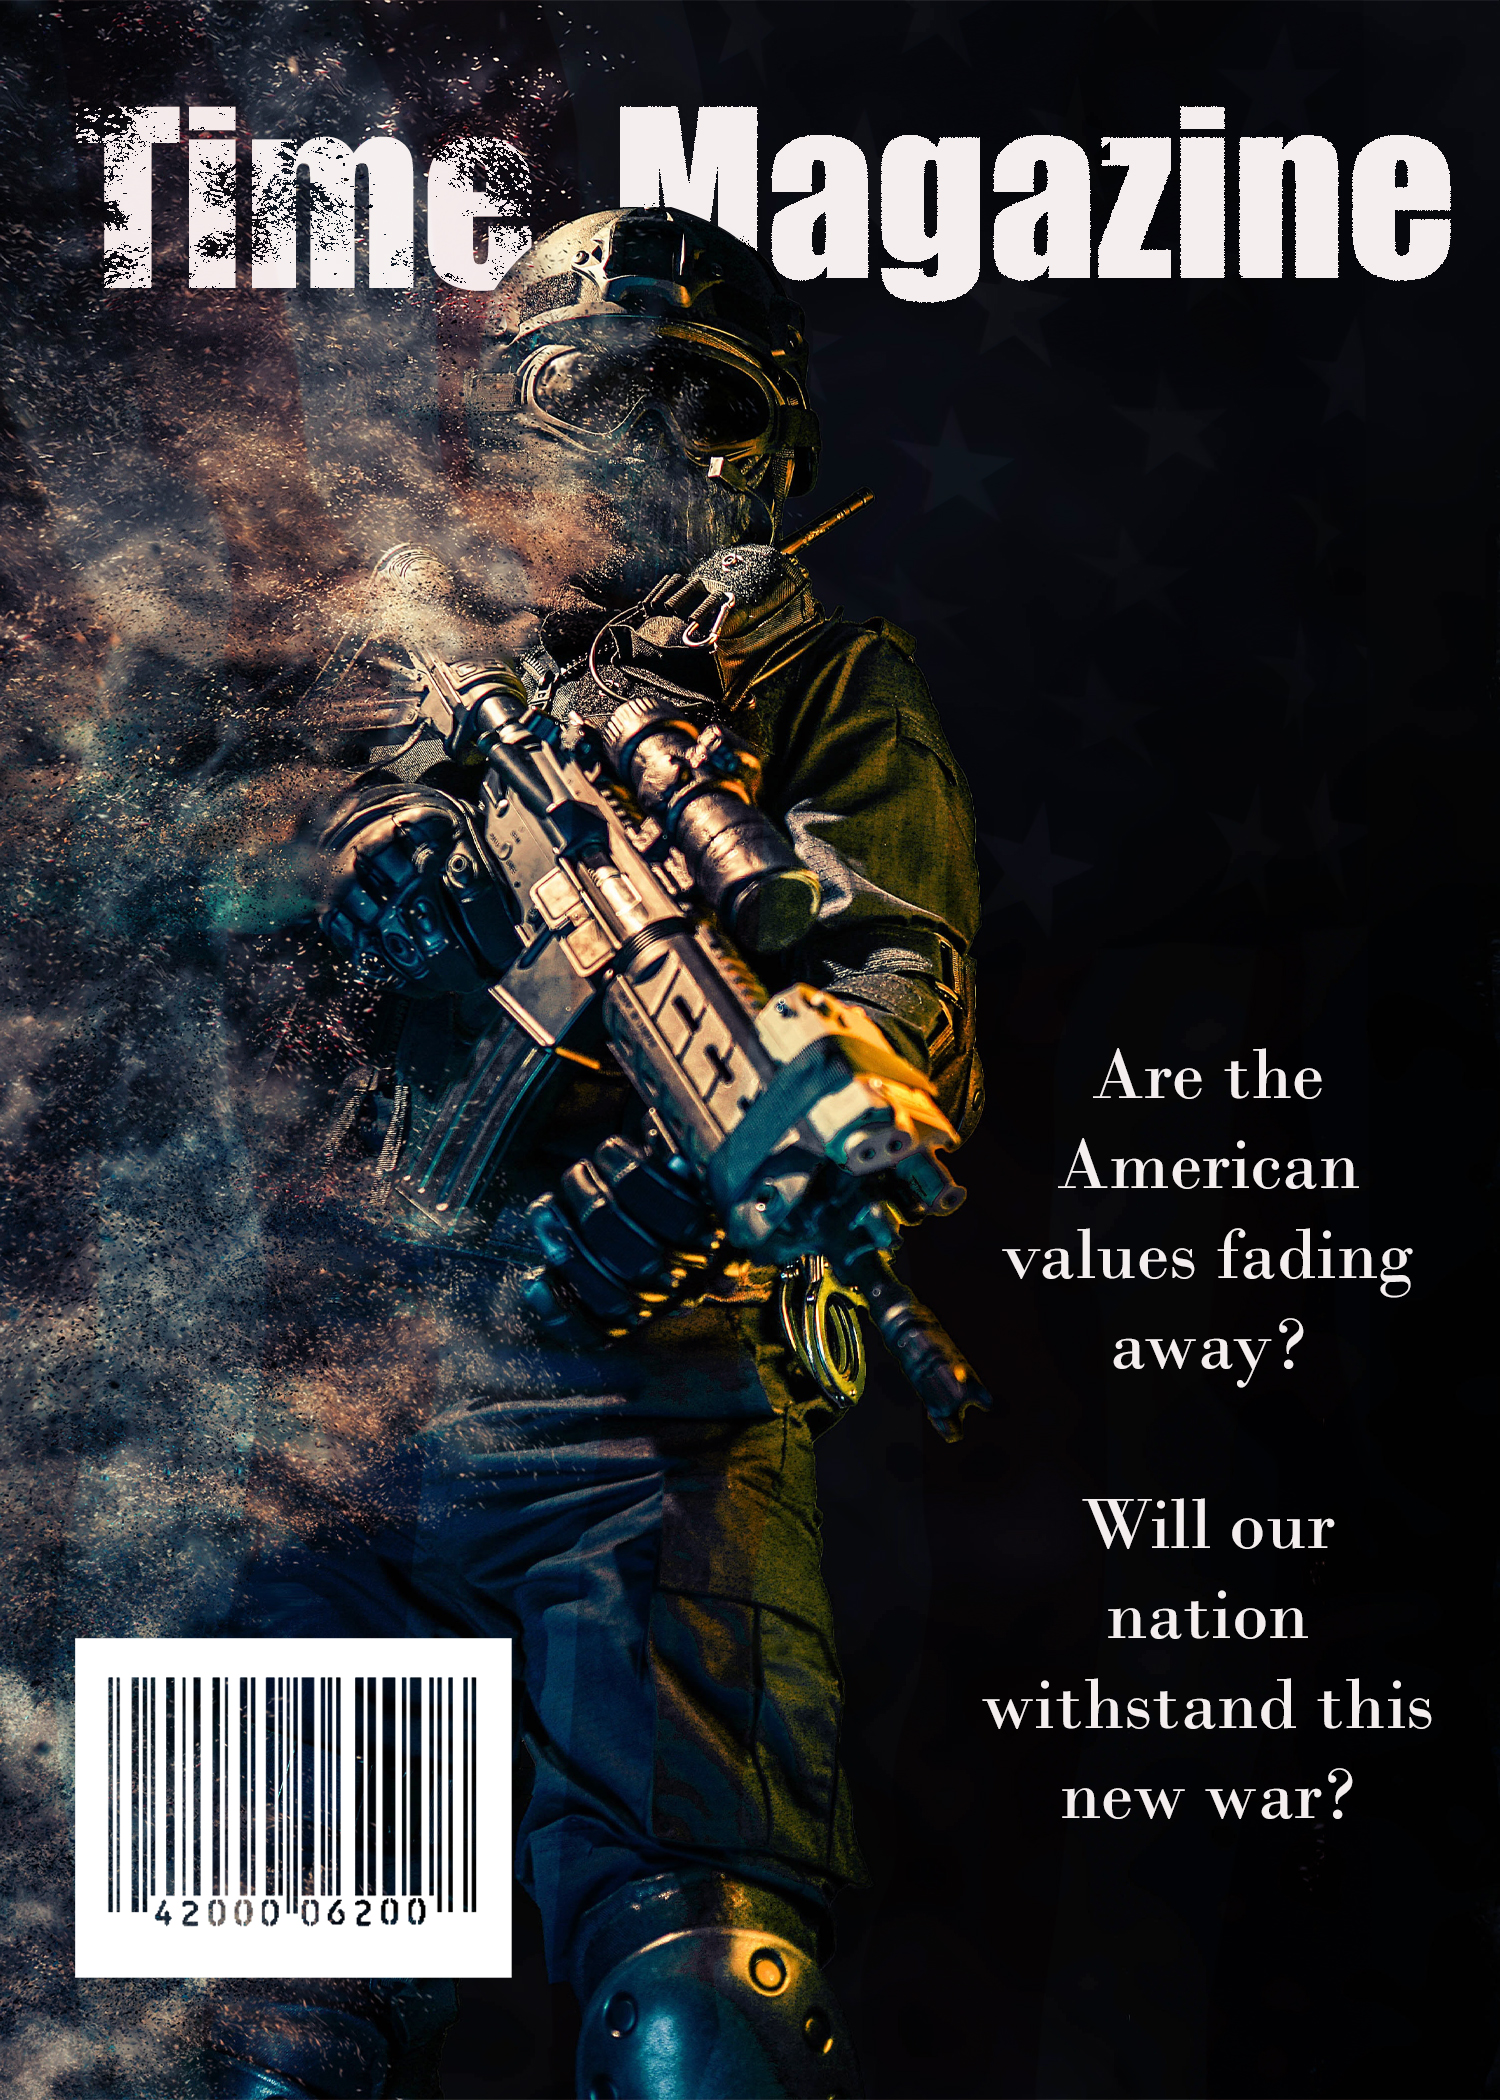 Time Magazine
Are the
American
values fading
away?
Will our
nation
withstand this
new war?
42000 06200